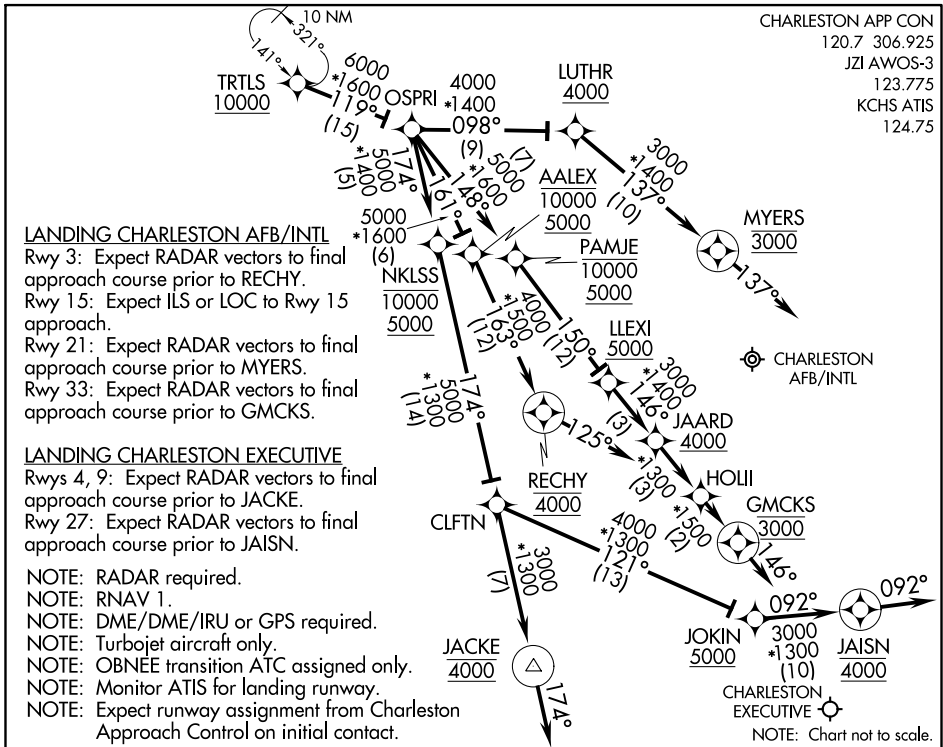 10 NM
321°
141°
TRTLS
10000
6000
*1600
119°
(15)
OSPRI
4000
*1400
098°
(9)
LUTHR
4000
CHARLESTON APP CON
120.7 306.925
JZI AWOS-3
123.775
KCHS ATIS
124.75
3000
*1400
137°
(10)
MYERS
3000
137°
5000
*1400
(5)
174°
161°
5000
*1600
(6)
(7)
5000
*1600
148°
AALEX
10000
5000
PAMJE
10000
5000
NKLSS
10000
5000
LANDING CHARLESTON AFB/INTL
Rwy 3: Expect RADAR vectors to final
approach course prior to RECHY.
Rwy 15: Expect ILS or LOC to Rwy 15
approach.
Rwy 21: Expect RADAR vectors to final
approach course prior to MYERS.
Rwy 33: Expect RADAR vectors to final
approach course prior to GMCKS.
4000
*1500
163°
(12)
150°
(12)
LLEXI
5000
CHARLESTON
AFB/INTL
3000
*1400
146°
(3)
JAARD
4000
174°
5000
*1300
(14)
125°
RECHY
4000
*1300
(3)
HOLII
*1500
(2)
GMCKS
3000
146°
LANDING CHARLESTON EXECUTIVE
Rwys 4, 9: Expect RADAR vectors to final
approach course prior to JACKE.
Rwy 27: Expect RADAR vectors to final
approach course prior to JAISN.
CLFTN
4000
*1300
121°
(13)
3000
*1300
(7)
JOKIN
5000
092°
3000
*1300
(10)
JAISN
4000
092°
NOTE: RADAR required.
NOTE: RNAV 1.
NOTE: DME/DME/IRU or GPS required.
NOTE: Turbojet aircraft only.
NOTE: OBNEE transition ATC assigned only.
NOTE: Monitor ATIS for landing runway.
NOTE: Expect runway assignment from Charleston
Approach Control on initial contact.
JACKE
4000
174°
CHARLESTON
EXECUTIVE
NOTE: Chart not to scale.